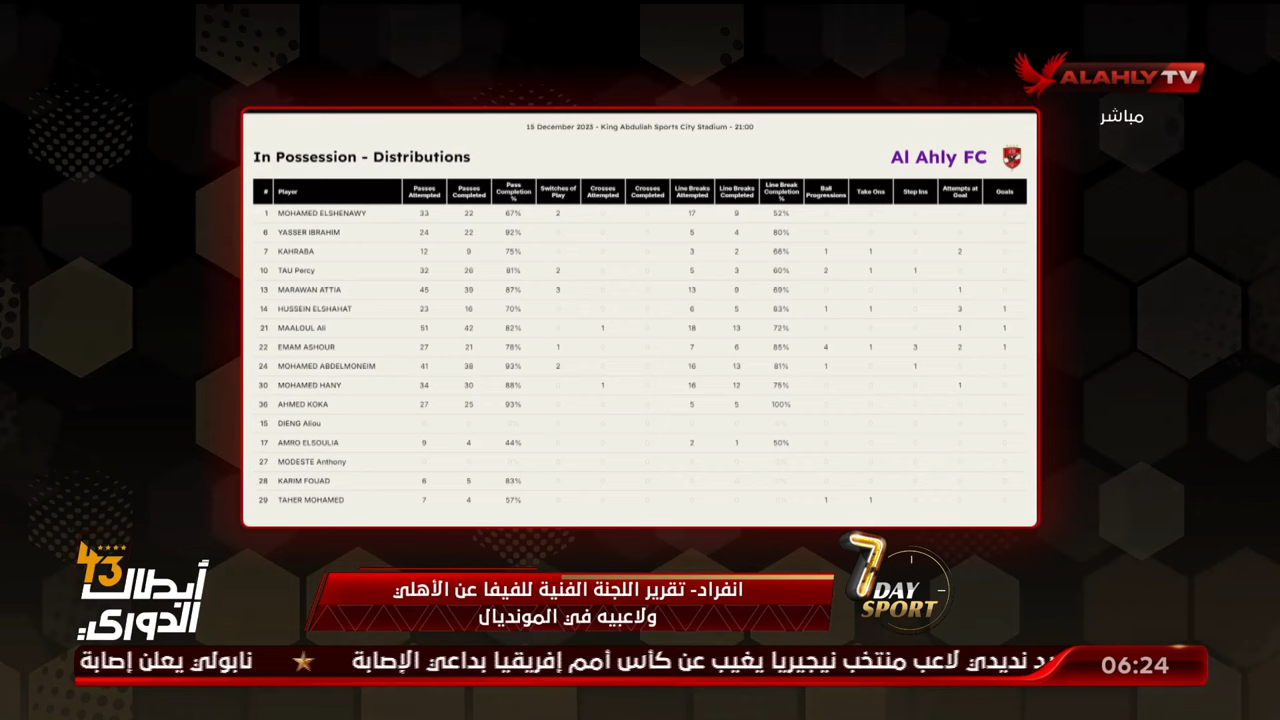 ALAHLY TV
مباشر
15 December 2023 - King Abdullah Sports City Stadium - 21:00
In Possession - Distributions
Al Ahly FC
# Player Passes Attempted Passes Completed Pass Completion % Switches of Play Crosses Attempted Crosses Completed Line Breaks Attempted Line Breaks Completed Line Break Completion % Ball Progressions Take Ons Step Ins Attempts at Goal Goals
1 MOHAMED ELSHENAWY 33 22 67% 2 17 9 52%
6 YASSER IBRAHIM 24 22 92% 5 4 80%
7 KAHRABA 12 9 75% 3 2 66% 1 1 2
10 TAU Percy 32 26 81% 2 5 3 60% 2 1 1
13 MARAWAN ATTIA 45 39 87% 3 13 9 69% 1
14 HUSSEIN ELSHAHAT 23 16 70% 6 5 83% 1 1 3 1
21 MAALOUL Ali 51 42 82% 1 18 13 72% 1 1
22 EMAM ASHOUR 27 21 78% 1 7 6 85% 4 1 3 2 1
24 MOHAMED ABDELMONEIM 41 38 93% 2 16 13 81% 1 1
30 MOHAMED HANY 34 30 88% 1 16 12 75% 1
36 AHMED KOKA 27 25 93% 5 5 100%
15 DIENG Aliou
17 AMRO ELSOULIA 9 4 44% 2 1 50%
27 MODESTE Anthony
28 KARIM FOUAD 6 5 83%
29 TAHER MOHAMED 7 4 57% 1 1
43
أبطال
الدوري
انفراد- تقرير اللجنة الفنية للفيفا عن الأهلي
ولاعبيه في المونديال
7
DAY
SPORT
نديدي لاعب منتخب نيجيريا يغيب عن كأس أمم إفريقيا بداعي الإصابة نابولي يعلن إصابة
06:24